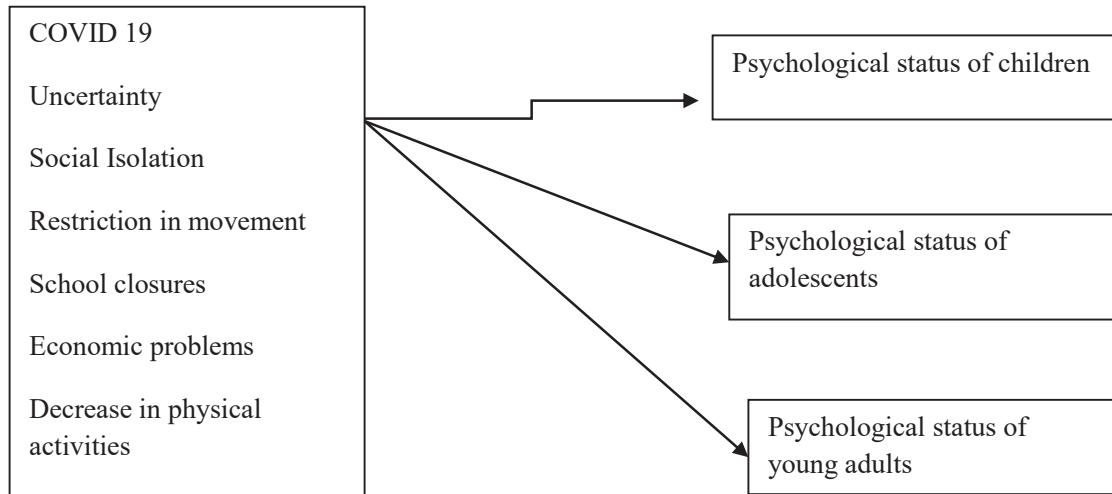 COVID 19
Uncertainty
Social Isolation
Restriction in movement
School closures
Economic problems
Decrease in physical
activities
Psychological status of children
Psychological status of
adolescents
Psychological status of
young adults